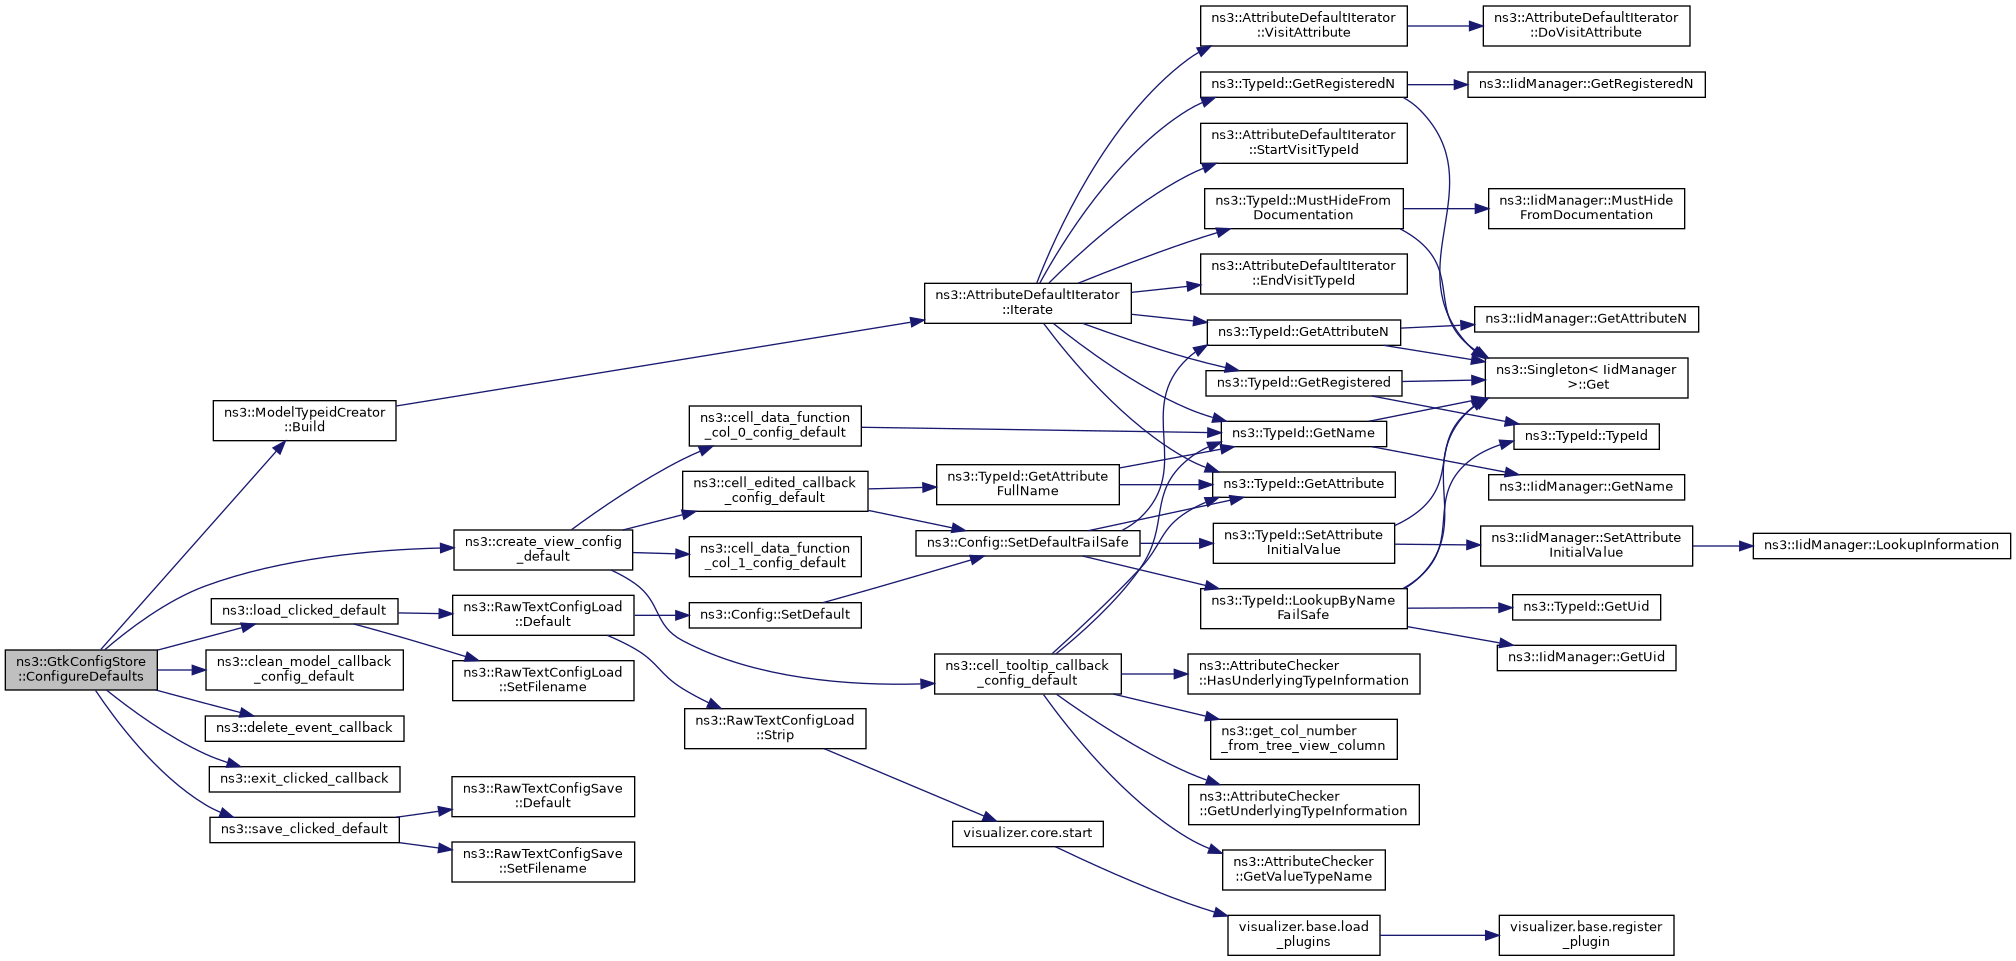 ns3::GtkConfigStore
::ConfigureDefaults
ns3::ModelTypeidCreator
::Build
ns3::create_view_config
_default
ns3::load_clicked_default
ns3::clean_model_callback
_config_default
ns3::delete_event_callback
ns3::exit_clicked_callback
ns3::save_clicked_default
ns3::RawTextConfigLoad
::Default
ns3::RawTextConfigLoad
::SetFilename
ns3::RawTextConfigSave
::Default
ns3::RawTextConfigSave
::SetFilename
ns3::cell_data_function
_col_0_config_default
ns3::cell_edited_callback
_config_default
ns3::cell_data_function
_col_1_config_default
ns3::Config::SetDefault
ns3::RawTextConfigLoad
::Strip
ns3::AttributeDefaultIterator
::Iterate
ns3::TypeId::GetAttribute
FullName
ns3::Config::SetDefaultFailSafe
ns3::cell_tooltip_callback
_config_default
visualizer.core.start
ns3::AttributeDefaultIterator
::VisitAttribute
ns3::TypeId::GetRegisteredN
ns3::AttributeDefaultIterator
::StartVisitTypeId
ns3::TypeId::MustHideFrom
Documentation
ns3::AttributeDefaultIterator
::EndVisitTypeId
ns3::TypeId::GetAttributeN
ns3::TypeId::GetRegistered
ns3::TypeId::GetName
ns3::TypeId::GetAttribute
ns3::TypeId::SetAttribute
InitialValue
ns3::TypeId::LookupByName
FailSafe
ns3::AttributeChecker
::HasUnderlyingTypeInformation
ns3::get_col_number
_from_tree_view_column
ns3::AttributeChecker
::GetUnderlyingTypeInformation
ns3::AttributeChecker
::GetValueTypeName
visualizer.base.load
_plugins
ns3::AttributeDefaultIterator
::DoVisitAttribute
ns3::IidManager::GetRegisteredN
ns3::IidManager::MustHide
FromDocumentation
ns3::IidManager::GetAttributeN
ns3::Singleton< IidManager
>::Get
ns3::TypeId::TypeId
ns3::IidManager::GetName
ns3::IidManager::SetAttribute
InitialValue
ns3::TypeId::GetUid
ns3::IidManager::GetUid
visualizer.base.register
_plugin
ns3::IidManager::LookupInformation